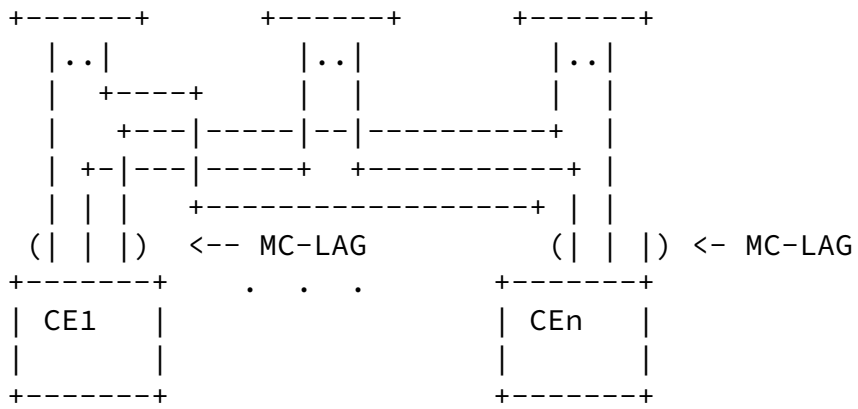 +------+       +------+       +------+
  |..|           |..|           |..|
  |  +----+      |  |           |  |
  |   +---|-----|--|----------+  |
  | +-|---|-----+  +-----------+ |
  | | |   +------------------+ | |
 (| | |)  <-- MC-LAG          (| | |) <- MC-LAG
+-------+    .  .  .       +-------+
| CE1   |                  | CEn   |
|       |                  |       |
+-------+                  +-------+